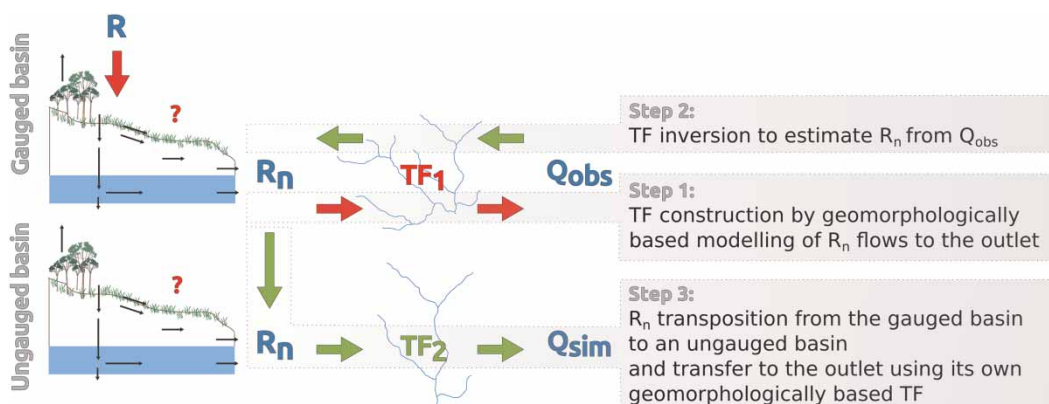 Gauged basin
R
?
Step 2:
TF inversion to estimate Rₙ from Qobs
Rₙ
TF₁
Qobs
Step 1:
TF construction by geomorphologically
based modelling of Rₙ flows to the outlet
Ungauged basin
?
Rₙ
TF₂
Qsim
Step 3:
Rₙ transposition from the gauged basin
to an ungauged basin
and transfer to the outlet using its own
geomorphologically based TF